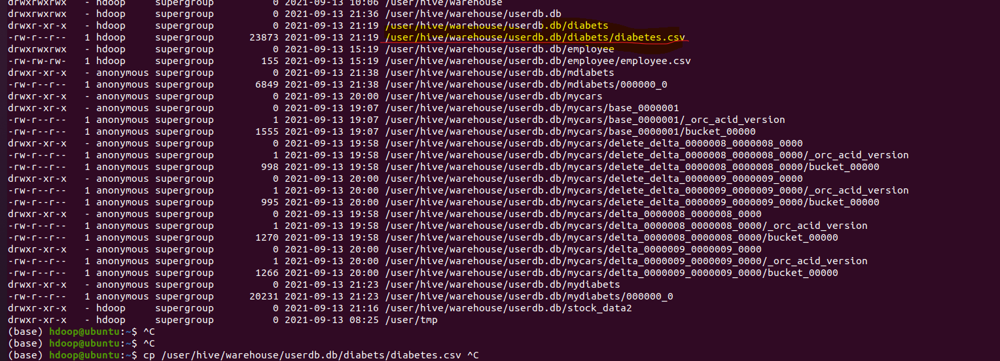 drwxrwxrwx - hdoop supergroup 0 2021-09-13 10:06 /user/hive/warehouse
drwxrwxrwx - hdoop supergroup 0 2021-09-13 21:36 /user/hive/warehouse/userdb.db
drwxr-xr-x - hdoop supergroup 0 2021-09-13 21:19 /user/hive/warehouse/userdb.db/diabets
-rw-r--r-- 1 hdoop supergroup 23873 2021-09-13 21:19 /user/hive/warehouse/userdb.db/diabets/diabetes.csv
drwxrwxrwx - hdoop supergroup 0 2021-09-13 15:19 /user/hive/warehouse/userdb.db/employee
-rw-rw-rw- 1 hdoop supergroup 155 2021-09-13 15:19 /user/hive/warehouse/userdb.db/employee/employee.csv
drwxr-xr-x - anonymous supergroup 0 2021-09-13 21:38 /user/hive/warehouse/userdb.db/mdiabets
-rw-r--r-- 1 anonymous supergroup 6849 2021-09-13 21:38 /user/hive/warehouse/userdb.db/mdiabets/000000_0
drwxr-xr-x - anonymous supergroup 0 2021-09-13 20:00 /user/hive/warehouse/userdb.db/mycars
drwxr-xr-x - anonymous supergroup 0 2021-09-13 19:07 /user/hive/warehouse/userdb.db/mycars/base_0000001
-rw-r--r-- 1 anonymous supergroup 1 2021-09-13 19:07 /user/hive/warehouse/userdb.db/mycars/base_0000001/_orc_acid_version
-rw-r--r-- 1 anonymous supergroup 1555 2021-09-13 19:07 /user/hive/warehouse/userdb.db/mycars/base_0000001/bucket_00000
drwxr-xr-x - anonymous supergroup 0 2021-09-13 19:58 /user/hive/warehouse/userdb.db/mycars/delete_delta_0000008_0000008_0000
-rw-r--r-- 1 anonymous supergroup 1 2021-09-13 19:58 /user/hive/warehouse/userdb.db/mycars/delete_delta_0000008_0000008_0000/_orc_acid_version
-rw-r--r-- 1 anonymous supergroup 998 2021-09-13 19:58 /user/hive/warehouse/userdb.db/mycars/delete_delta_0000008_0000008_0000/bucket_00000
drwxr-xr-x - anonymous supergroup 0 2021-09-13 20:00 /user/hive/warehouse/userdb.db/mycars/delete_delta_0000009_0000009_0000
-rw-r--r-- 1 anonymous supergroup 1 2021-09-13 20:00 /user/hive/warehouse/userdb.db/mycars/delete_delta_0000009_0000009_0000/_orc_acid_version
-rw-r--r-- 1 anonymous supergroup 995 2021-09-13 20:00 /user/hive/warehouse/userdb.db/mycars/delete_delta_0000009_0000009_0000/bucket_00000
drwxr-xr-x - anonymous supergroup 0 2021-09-13 19:58 /user/hive/warehouse/userdb.db/mycars/delta_0000008_0000008_0000
-rw-r--r-- 1 anonymous supergroup 1 2021-09-13 19:58 /user/hive/warehouse/userdb.db/mycars/delta_0000008_0000008_0000/_orc_acid_version
-rw-r--r-- 1 anonymous supergroup 1270 2021-09-13 19:58 /user/hive/warehouse/userdb.db/mycars/delta_0000008_0000008_0000/bucket_00000
drwxr-xr-x - anonymous supergroup 0 2021-09-13 20:00 /user/hive/warehouse/userdb.db/mycars/delta_0000009_0000009_0000
-rw-r--r-- 1 anonymous supergroup 1 2021-09-13 20:00 /user/hive/warehouse/userdb.db/mycars/delta_0000009_0000009_0000/_orc_acid_version
-rw-r--r-- 1 anonymous supergroup 1266 2021-09-13 20:00 /user/hive/warehouse/userdb.db/mycars/delta_0000009_0000009_0000/bucket_00000
drwxr-xr-x - anonymous supergroup 0 2021-09-13 21:23 /user/hive/warehouse/userdb.db/mydiabets
-rw-r--r-- 1 anonymous supergroup 20231 2021-09-13 21:23 /user/hive/warehouse/userdb.db/mydiabets/000000_0
drwxr-xr-x - hdoop supergroup 0 2021-09-13 21:16 /user/hive/warehouse/userdb.db/stock_data2
drwxr-xr-x - hdoop supergroup 0 2021-09-13 08:25 /user/tmp
(base) hdoop@ubuntu:~$ ^C
(base) hdoop@ubuntu:~$ ^C
(base) hdoop@ubuntu:~$ cp /user/hive/warehouse/userdb.db/diabets/diabetes.csv ^C